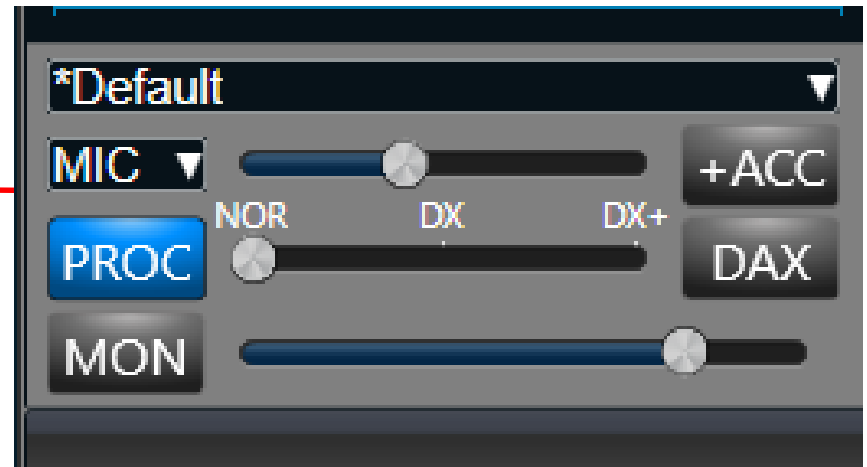 *Default
MIC +ACC
NOR DX DX+
PROC DAX
MON